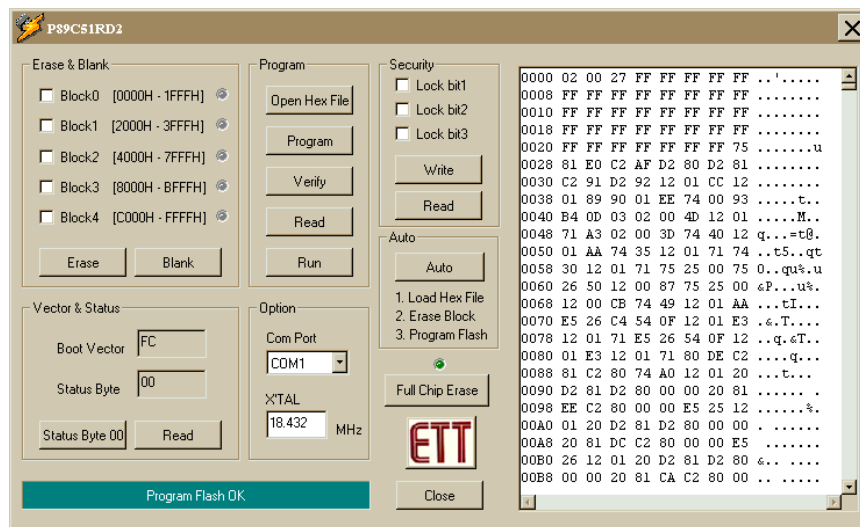 P89C51RD2
Erase & Blank
Block0 [0000H - 1FFFH]
Block1 [2000H - 3FFFH]
Block2 [4000H - 7FFFH]
Block3 [8000H - BFFFH]
Block4 [C000H - FFFFH]
Erase Blank
Vector & Status
Boot Vector FC
Status Byte 00
Status Byte 00 Read
Program
Open Hex File
Program
Verify
Read
Run
Option
Com Port
COM1
X'TAL
18.432 MHz
Security
Lock bit1
Lock bit2
Lock bit3
Write
Read
Auto
Auto
1. Load Hex File
2. Erase Block
3. Program Flash
Full Chip Erase
ETT
Close
Program Flash OK
0000 02 00 27 FF FF FF FF FF ..'.....
0008 FF FF FF FF FF FF FF FF ........
0010 FF FF FF FF FF FF FF FF ........
0018 FF FF FF FF FF FF FF FF ........
0020 FF FF FF FF FF FF FF 75 .......u
0028 81 E0 C2 AF D2 80 D2 81 ........
0030 C2 91 D2 92 12 01 CC 12 ........
0038 01 89 90 01 EE 74 00 93 .....t..
0040 B4 0D 03 02 00 4D 12 01 .....M..
0048 71 A3 02 00 3D 74 40 12 q...=t@.
0050 01 AA 74 35 12 01 71 74 ..t5..qt
0058 30 12 01 71 75 25 00 75 0..qu%.u
0060 26 50 12 00 87 75 25 00 &P...u%.
0068 12 00 CB 74 49 12 01 AA ...tI...
0070 E5 26 C4 54 0F 12 01 E3 .&.T....
0078 12 01 71 E5 26 54 0F 12 ..q.&T..
0080 01 E3 12 01 71 80 DE C2 ....q...
0088 81 C2 80 74 A0 12 01 20 ...t...
0090 D2 81 D2 80 00 00 20 81 ...... .
0098 EE C2 80 00 00 E5 25 12 ......%.
00A0 01 20 D2 81 D2 80 00 00 . ......
00A8 20 81 DC C2 80 00 00 E5 .......
00B0 26 12 01 20 D2 81 D2 80 &.. ....
00B8 00 00 20 81 CA C2 80 00 .. .....